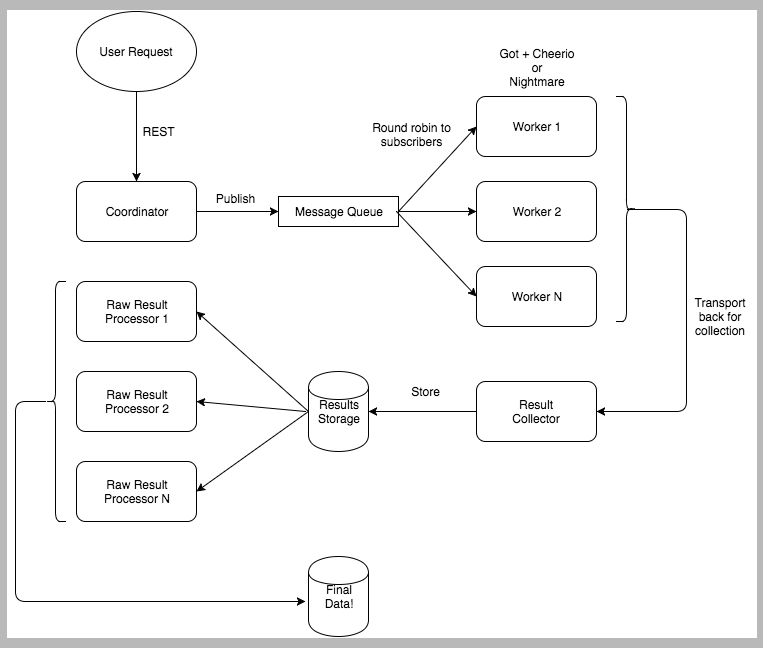 User Request
REST
Coordinator
Publish
Message Queue
Round robin to
subscribers
Got + Cheerio
or
Nightmare
Worker 1
Worker 2
Worker N
Transport
back for
collection
Result
Collector
Store
Results
Storage
Raw Result
Processor 1
Raw Result
Processor 2
Raw Result
Processor N
Final
Data!